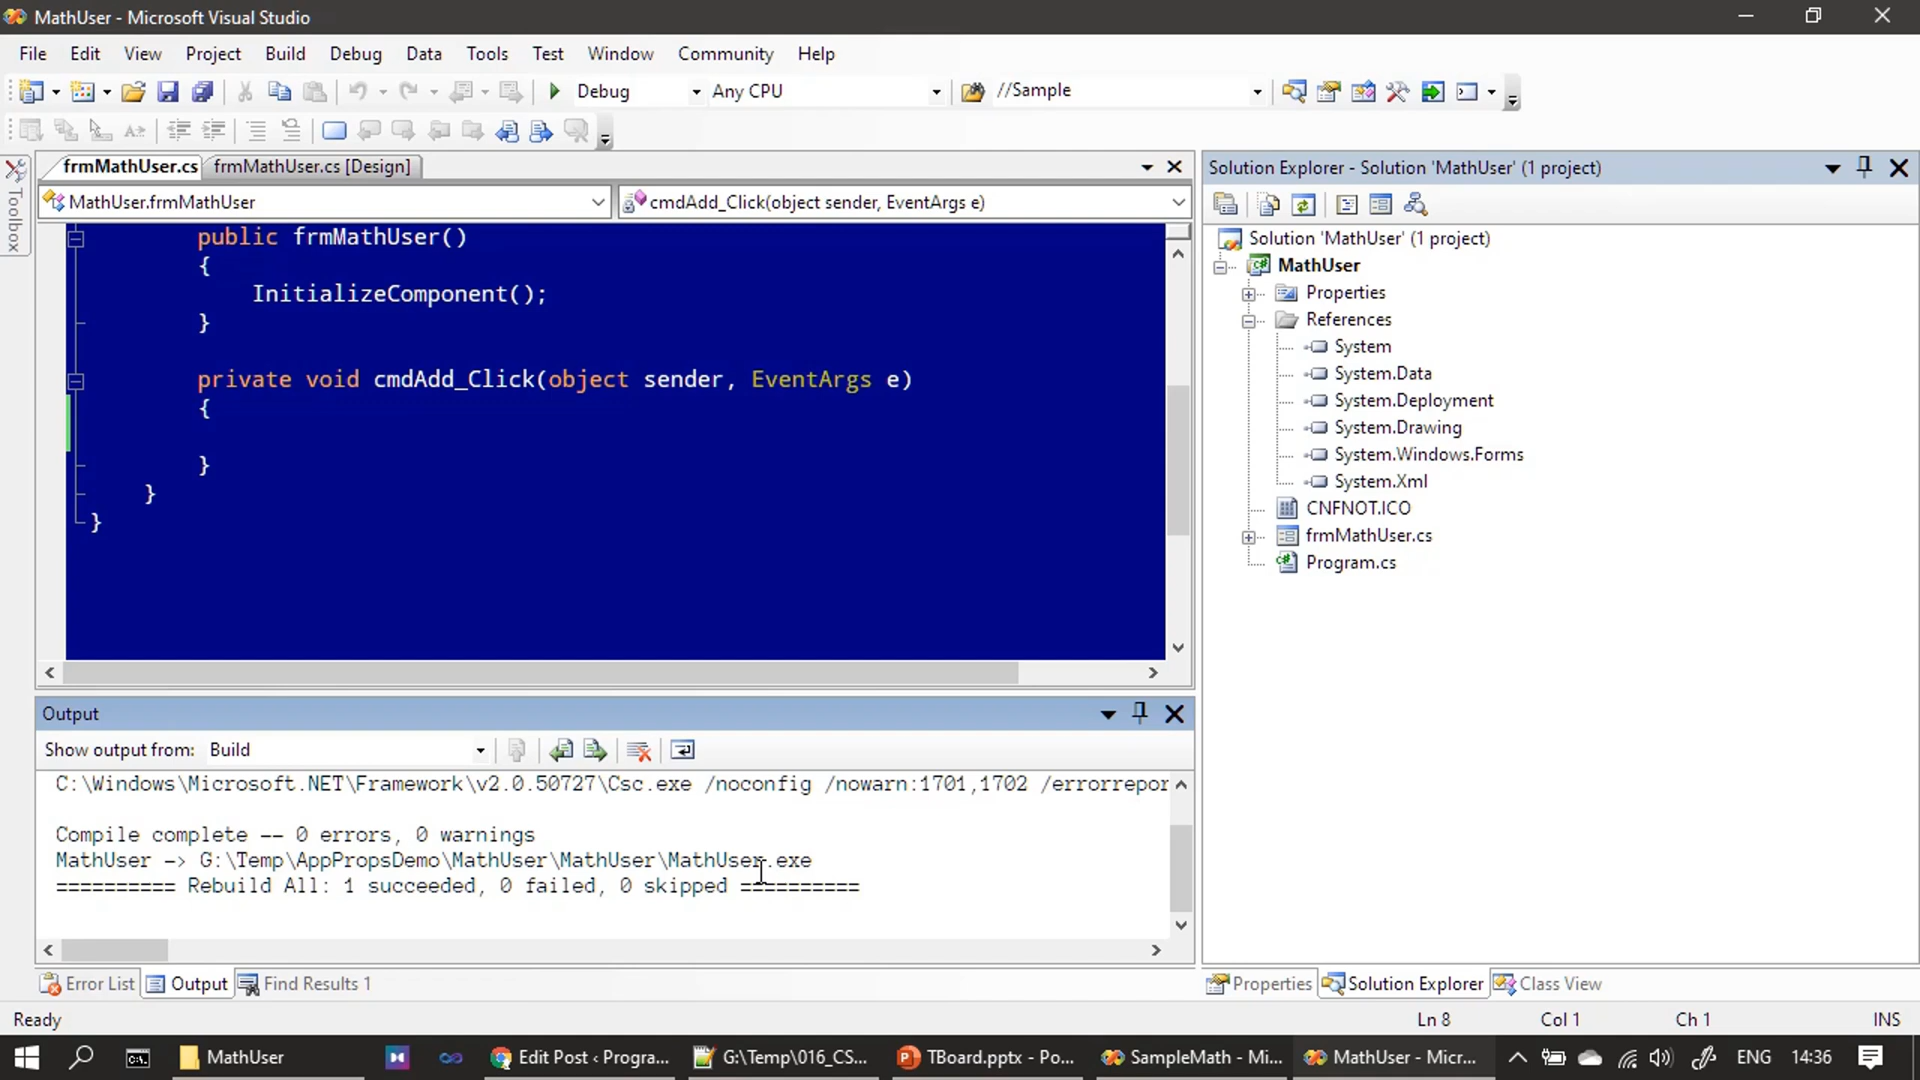 MathUser - Microsoft Visual Studio
File Edit View Project Build Debug Data Tools Test Window Community Help
Debug Any CPU //Sample
frmMathUser.cs frmMathUser.cs [Design]
MathUser.frmMathUser cmdAdd_Click(object sender, EventArgs e)
public frmMathUser()
{
InitializeComponent();
}
private void cmdAdd_Click(object sender, EventArgs e)
{
}
}
}
Toolbox
Solution Explorer - Solution 'MathUser' (1 project)
Solution 'MathUser' (1 project)
MathUser
Properties
References
System
System.Data
System.Deployment
System.Drawing
System.Windows.Forms
System.Xml
CNFNOT.ICO
frmMathUser.cs
Program.cs
Output
Show output from: Build
C:\Windows\Microsoft.NET\Framework\v2.0.50727\Csc.exe /noconfig /nowarn:1701,1702 /errorrepor
Compile complete -- 0 errors, 0 warnings
MathUser -> G:\Temp\AppPropsDemo\MathUser\MathUser\MathUser.exe
========== Rebuild All: 1 succeeded, 0 failed, 0 skipped ==========
Error List Output Find Results 1
Properties Solution Explorer Class View
Ready Ln 8 Col 1 Ch 1 INS
MathUser Edit Post ‹ Progra... G:\Temp\016_CS... TBoard.pptx - Po... SampleMath - Mi... MathUser - Micr... ENG 14:36